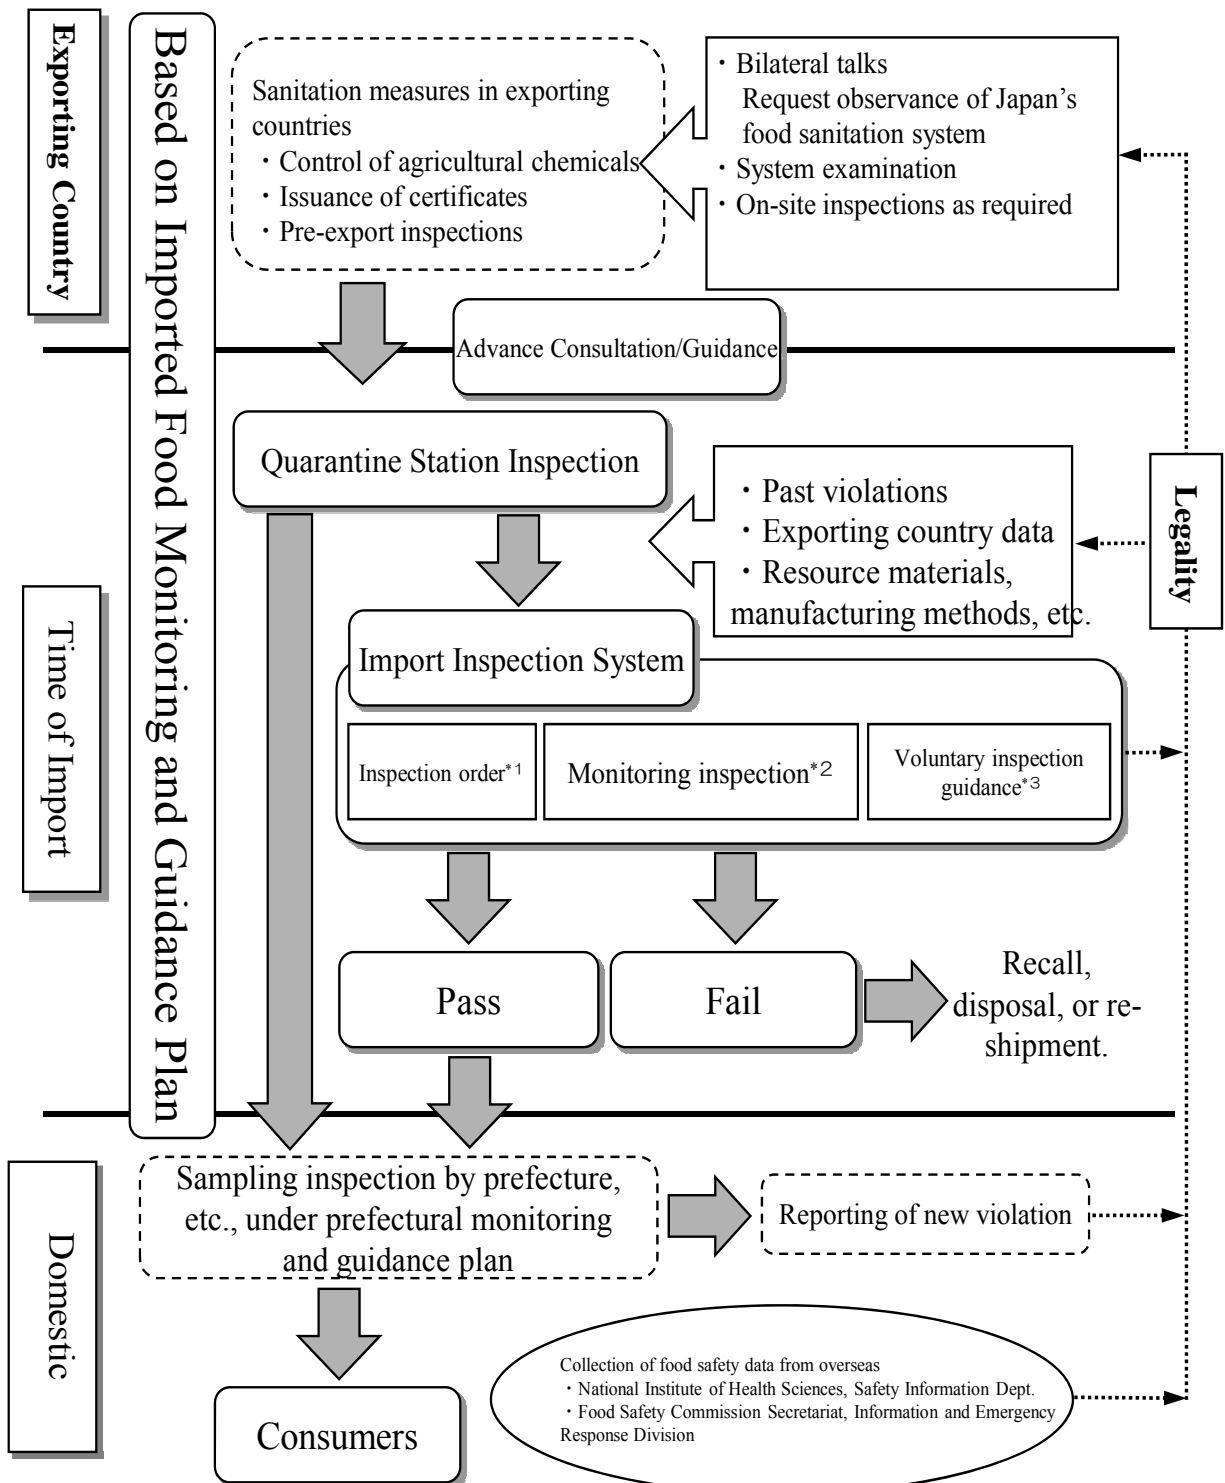 Exporting Country
Based on Imported Food Monitoring and Guidance Plan
Sanitation measures in exporting
countries
・Control of agricultural chemicals
・Issuance of certificates
・Pre-export inspections
・Bilateral talks
Request observance of Japan's
food sanitation system
・System examination
・On-site inspections as required
Advance Consultation/Guidance
Quarantine Station Inspection
・Past violations
・Exporting country data
・Resource materials,
manufacturing methods, etc.
Legality
Time of Import
Import Inspection System
Inspection order*1
Monitoring inspection*2
Voluntary inspection
guidance*3
Pass
Fail
Recall,
disposal, or re-
shipment.
Domestic
Sampling inspection by prefecture,
etc., under prefectural monitoring
and guidance plan
Reporting of new violation
Collection of food safety data from overseas
・National Institute of Health Sciences, Safety Information Dept.
・Food Safety Commission Secretariat, Information and Emergency
Response Division
Consumers